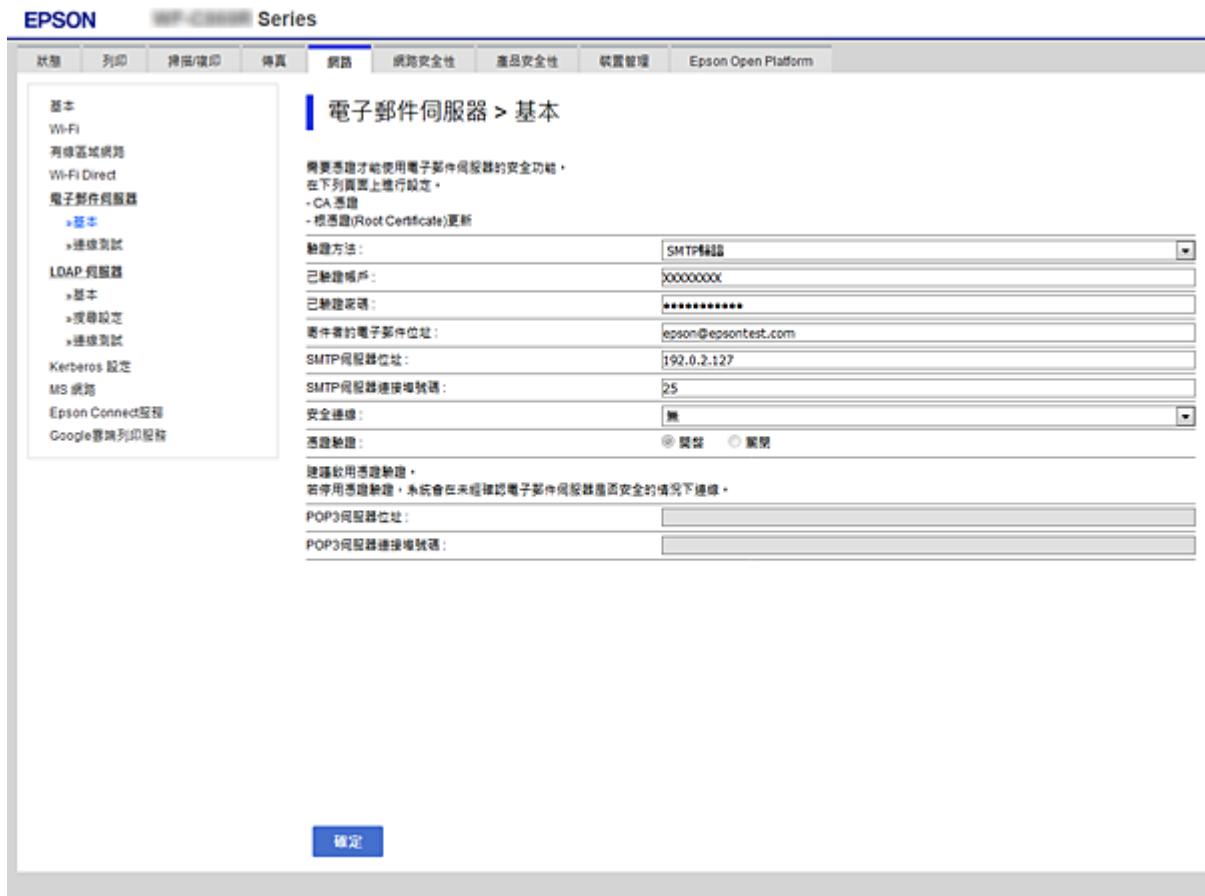 EPSON
Series
狀態 列印 掃描/複印 傳真 網路 網路安全性 產品安全性 裝置管理 Epson Open Platform
基本
Wi-Fi
有線區域網路
Wi-Fi Direct
電子郵件伺服器
»基本
»連線測試
LDAP 伺服器
»基本
»搜尋設定
»連線測試
Kerberos 設定
MS 網路
Epson Connect服務
Google雲端列印服務
電子郵件伺服器 > 基本
需要憑證才能使用電子郵件伺服器的安全功能。
在下列頁面上進行設定。
- CA 憑證
- 根憑證(Root Certificate)更新
驗證方法 : SMTP驗證
已驗證帳戶 : XXXXXXXX
已驗證密碼 : •••••••••••
寄件者的電子郵件位址 : epson@epsontest.com
SMTP伺服器位址 : 192.0.2.127
SMTP伺服器連接埠號碼 : 25
安全連線 : 無
憑證驗證 : 開啟 關閉
建議啟用憑證驗證。
若停用憑證驗證，系統會在未經確認電子郵件伺服器是否安全的情況下連線。
POP3伺服器位址 :
POP3伺服器連接埠號碼 :
確定